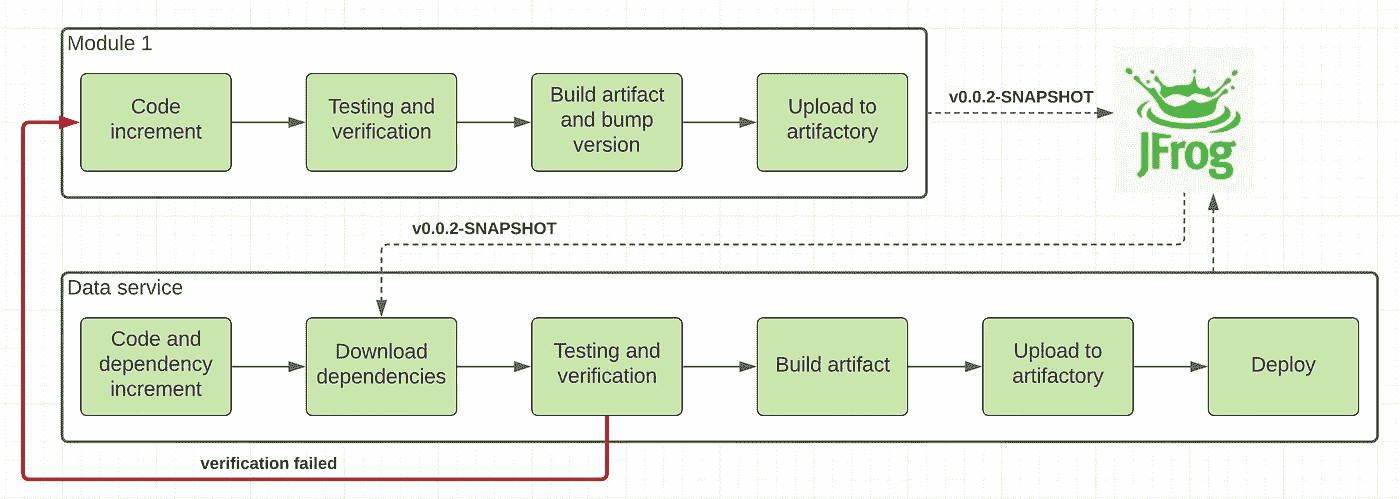 Module 1
Code
increment
Testing and
verification
Build artifact
and bump
version
Upload to
artifactory
v0.0.2-SNAPSHOT
JFrog
v0.0.2-SNAPSHOT
Data service
Code and
dependency
increment
Download
dependencies
Testing and
verification
Build artifact
Upload to
artifactory
Deploy
verification failed